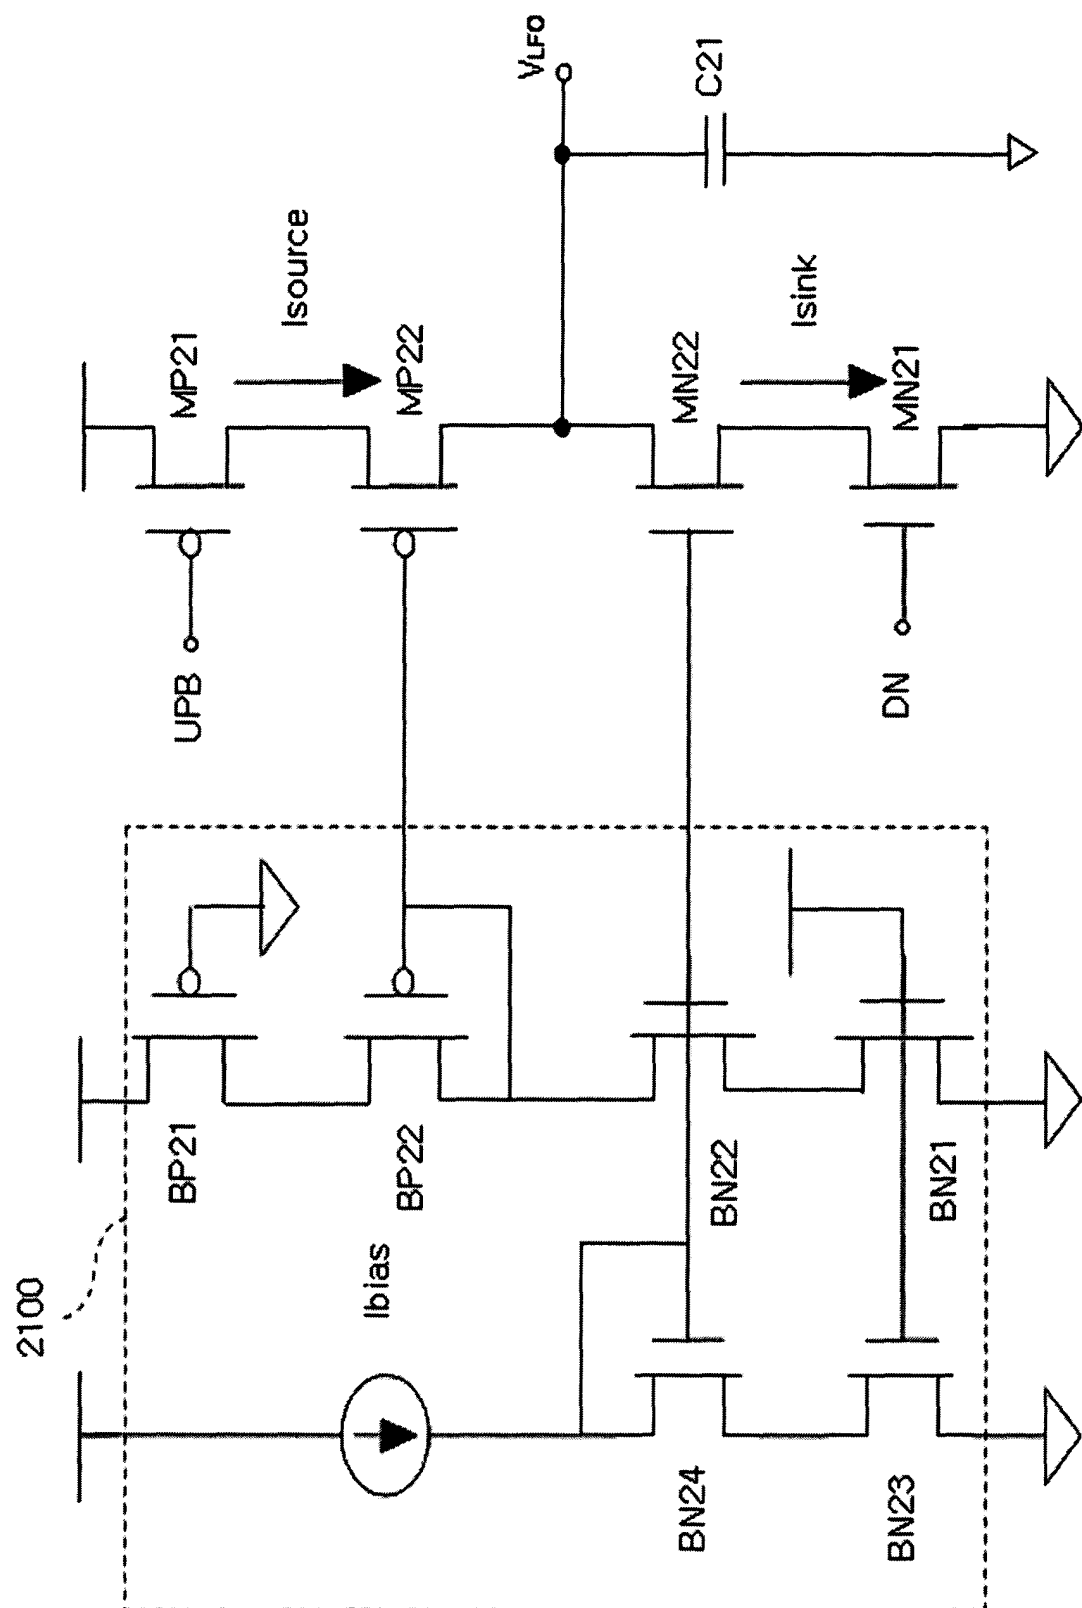 2100
Ibias
BP21
BP22
BN22
BN21
BN24
BN23
UPB
DN
MP21
Isource
MP22
MN22
Isink
MN21
VLFO
C21